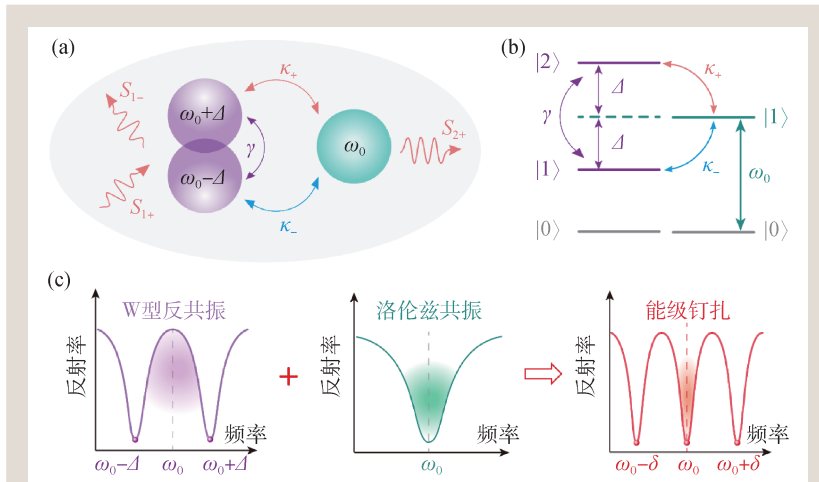 (a)
κ₊
S₁₋
ω₀+Δ
γ
ω₀
S₂₊
ω₀-Δ
S₁₊
κ₋
(b)
|2⟩
κ₊
Δ
γ
|1⟩
Δ
|1⟩
κ₋
ω₀
|0⟩
|0⟩
(c)
W型反共振
反射率
频率
ω₀-Δ
ω₀
ω₀+Δ
+
洛伦兹共振
反射率
频率
ω₀
能级钉扎
反射率
频率
ω₀-δ
ω₀
ω₀+δ